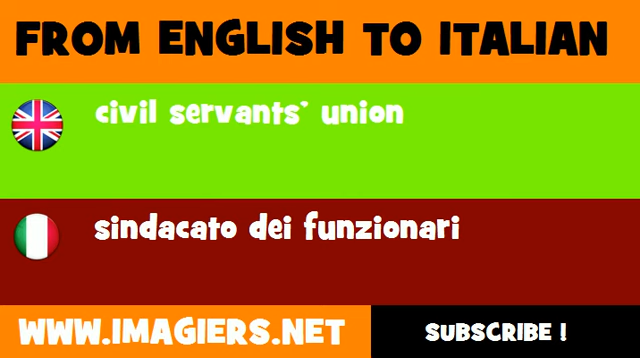 FROM ENGLISH TO ITALIAN
civil servants' union
sindacato dei funzionari
WWW.IMAGIERS.NET
SUBSCRIBE !